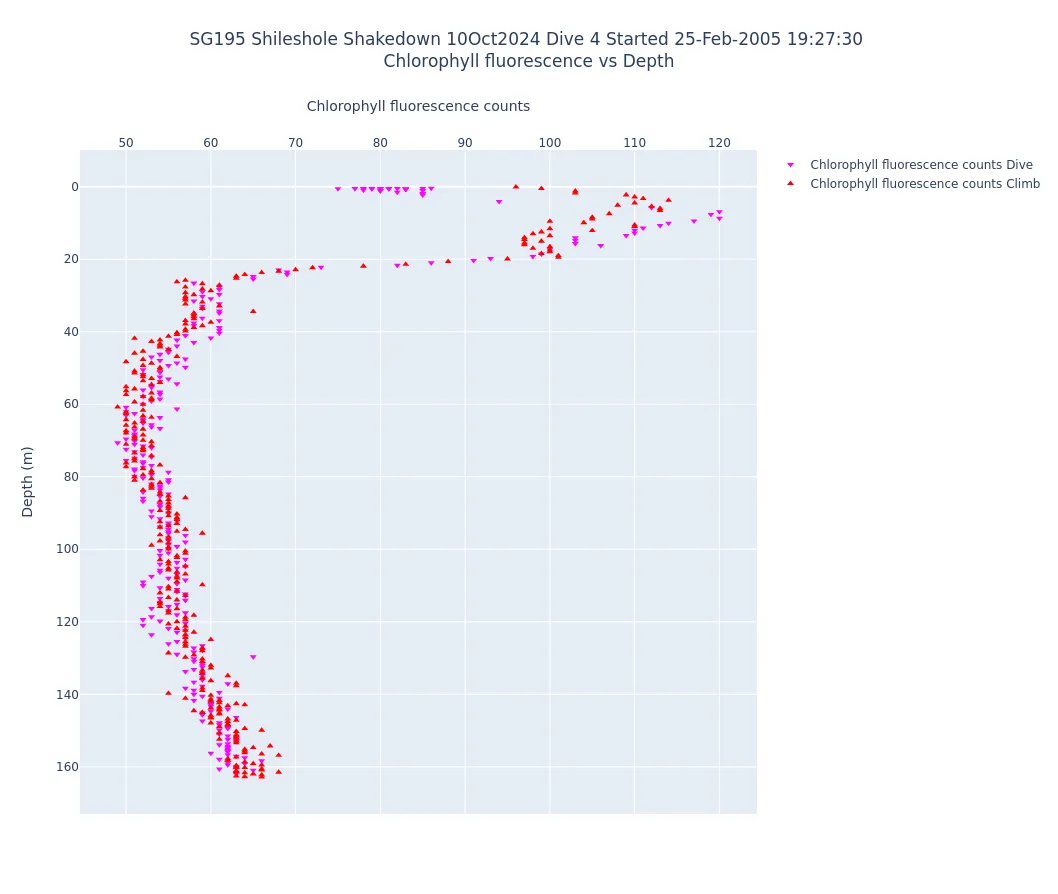 SG195 Shileshole Shakedown 10Oct2024 Dive 4 Started 25-Feb-2005 19:27:30
Chlorophyll fluorescence vs Depth
Chlorophyll fluorescence counts
50 60 70 80 90 100 110 120
Chlorophyll fluorescence counts Dive
Chlorophyll fluorescence counts Climb
0
20
40
60
80
100
120
140
160
Depth (m)